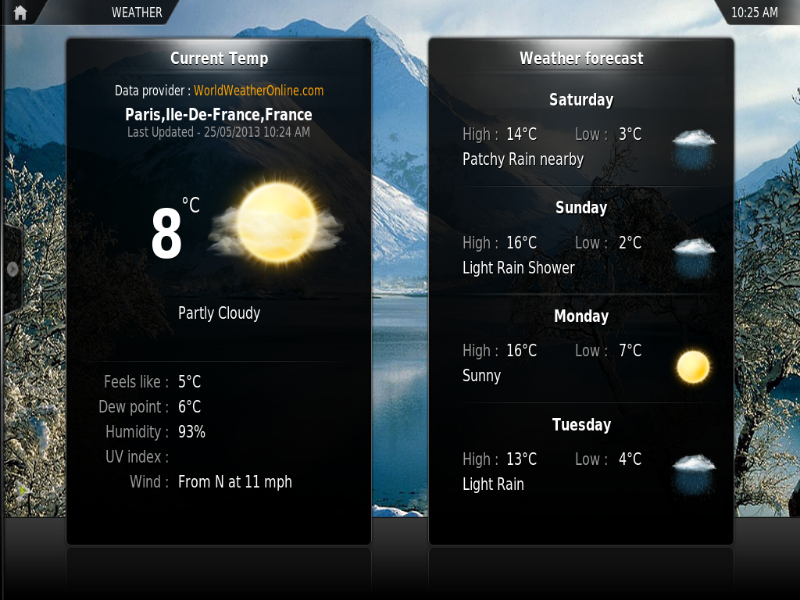 WEATHER
10:25 AM
Current Temp
Data provider : WorldWeatherOnline.com
Paris,Ile-De-France,France
Last Updated - 25/05/2013 10:24 AM
8 °C
Partly Cloudy
Feels like : 5°C
Dew point : 6°C
Humidity : 93%
UV index :
Wind : From N at 11 mph
Weather forecast
Saturday
High : 14°C Low : 3°C
Patchy Rain nearby
Sunday
High : 16°C Low : 2°C
Light Rain Shower
Monday
High : 16°C Low : 7°C
Sunny
Tuesday
High : 13°C Low : 4°C
Light Rain